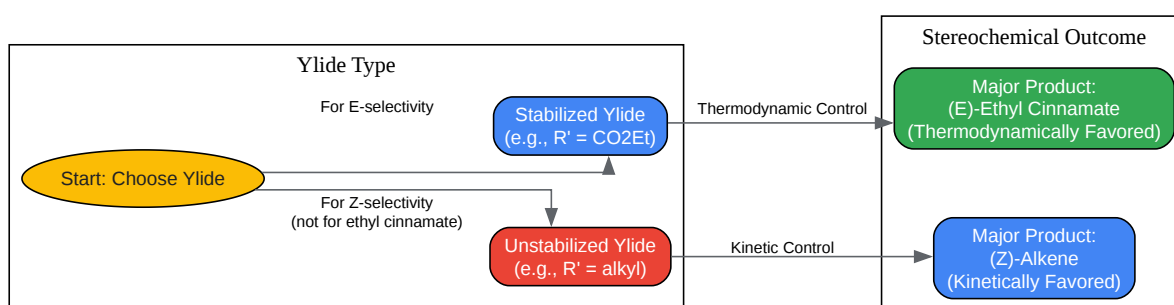 Ylide Type
For E-selectivity
Stabilized Ylide
(e.g., R' = CO2Et)
Thermodynamic Control
Start: Choose Ylide
For Z-selectivity
(not for ethyl cinnamate)
Unstabilized Ylide
(e.g., R' = alkyl)
Kinetic Control
Stereochemical Outcome
Major Product:
(E)-Ethyl Cinnamate
(Thermodynamically Favored)
Major Product:
(Z)-Alkene
(Kinetically Favored)